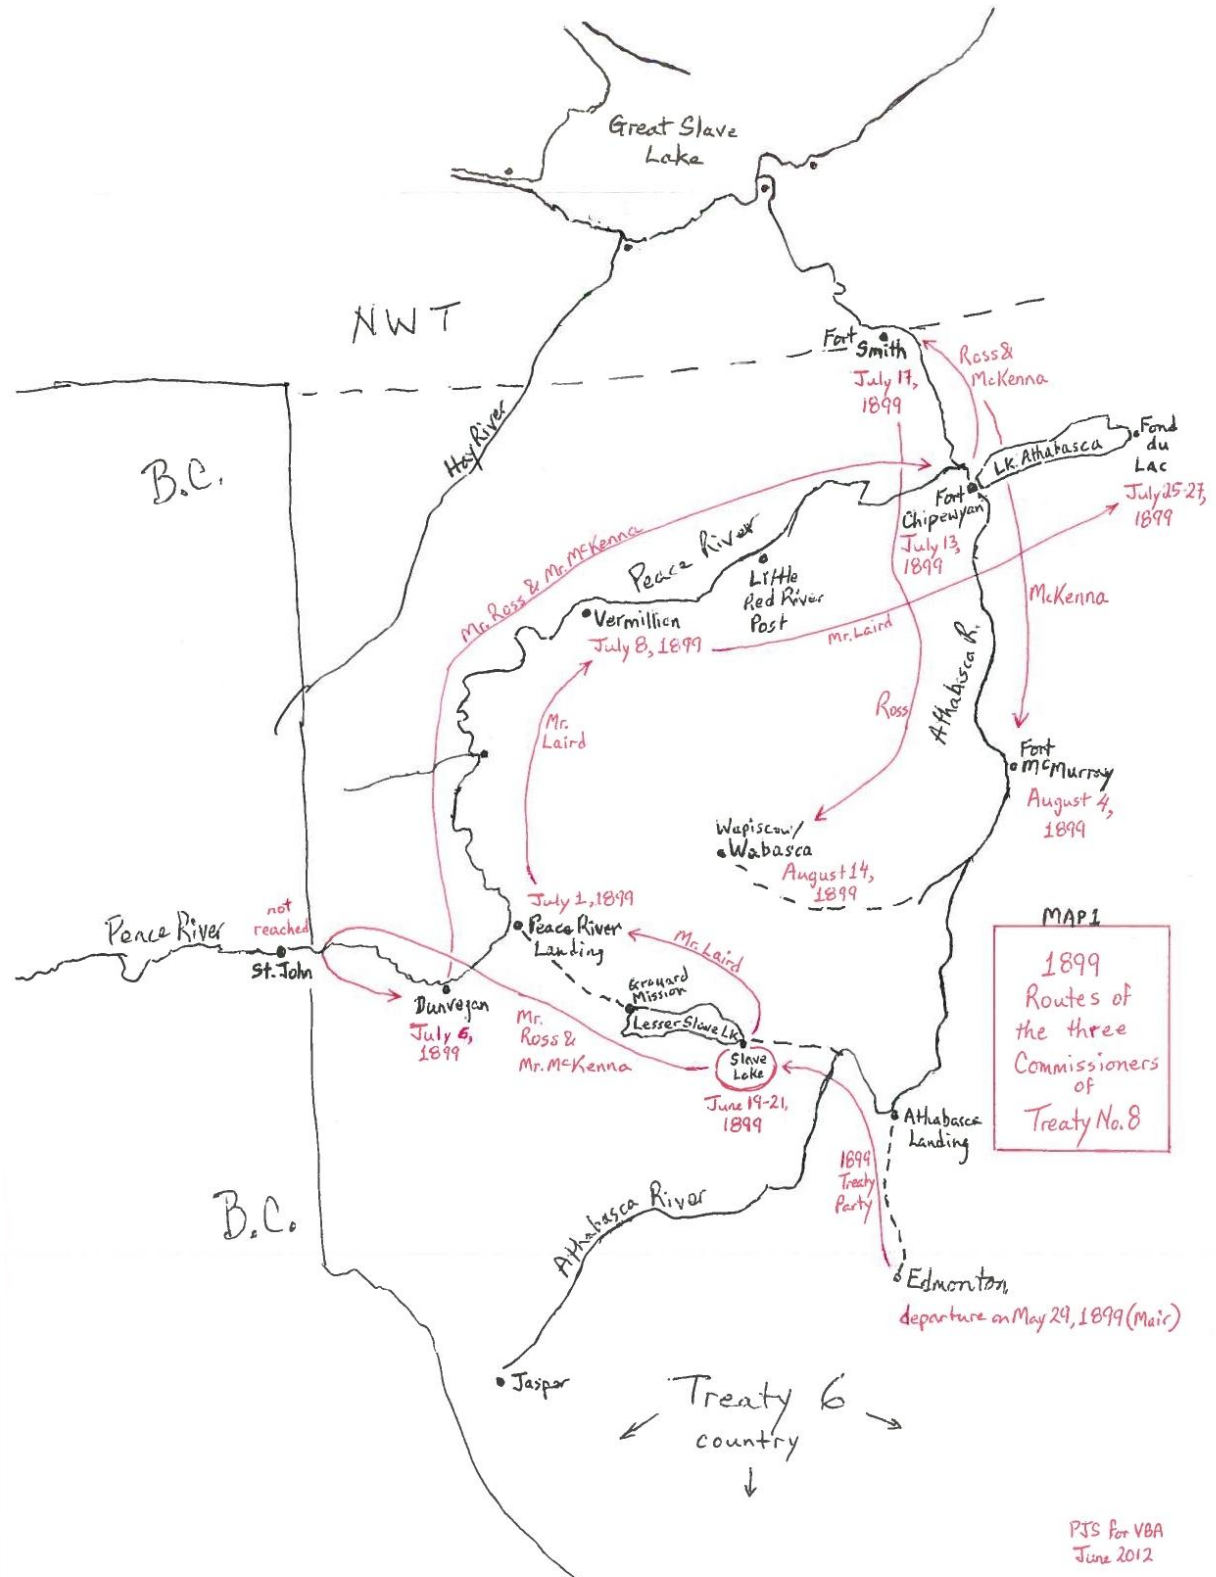 Great Slave
Lake
NWT
Fort
Smith
July 17,
1899
Ross &
McKenna
Hay River
B.C.
Lk. Athabasca
Fond
du
Lac
July 25-27,
1899
Fort
Chipewyan
July 13,
1899
Mr. Ross & Mr. McKenna
Peace River
Little
Red River
Post
Vermillion
July 8, 1899
Mr. Laird
McKenna
Athabasca R.
Ross
Mr.
Laird
Fort
McMurray
August 4,
1899
Wapiscow/
Wabasca
August 14,
1899
July 1, 1899
Peace River
Landing
Mr. Laird
Peace River
not
reached
St. John
Dunvegan
July 6,
1899
Grouard
Mission
Lesser Slave Lk.
Mr.
Ross &
Mr. McKenna
Slave
Lake
June 19-21,
1899
MAP 1
1899
Routes of
the three
Commissioners
of
Treaty No. 8
Athabasca
Landing
1899
Treaty
Party
B.C.
Athabasca River
Edmonton,
departure on May 29, 1899 (Mair)
Jasper
Treaty 6
country
PJS for VBA
June 2012